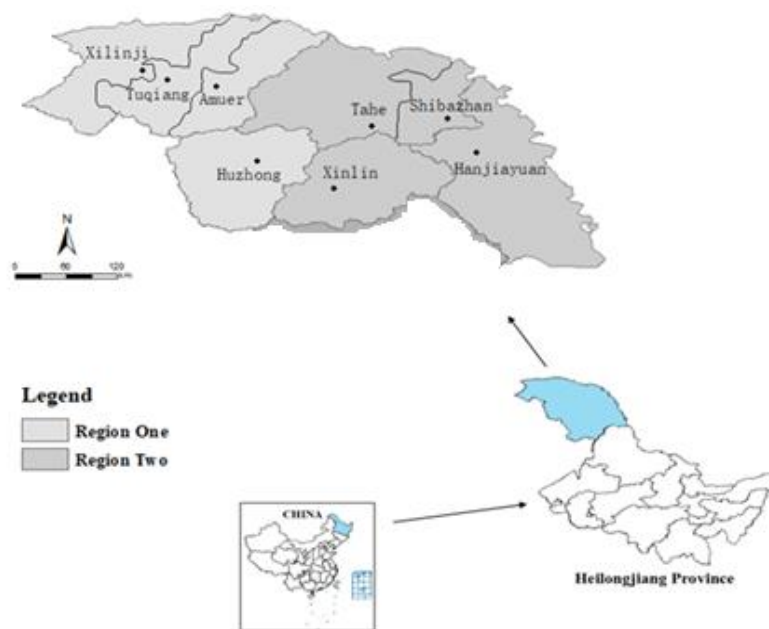 Xilinji
Tuqiang
Amuer
Tahe
Shibazhan
Huzhong
Xinlin
Hanjiayuan
N
0 60 120
km
Legend
Region One
Region Two
CHINA
Heilongjiang Province